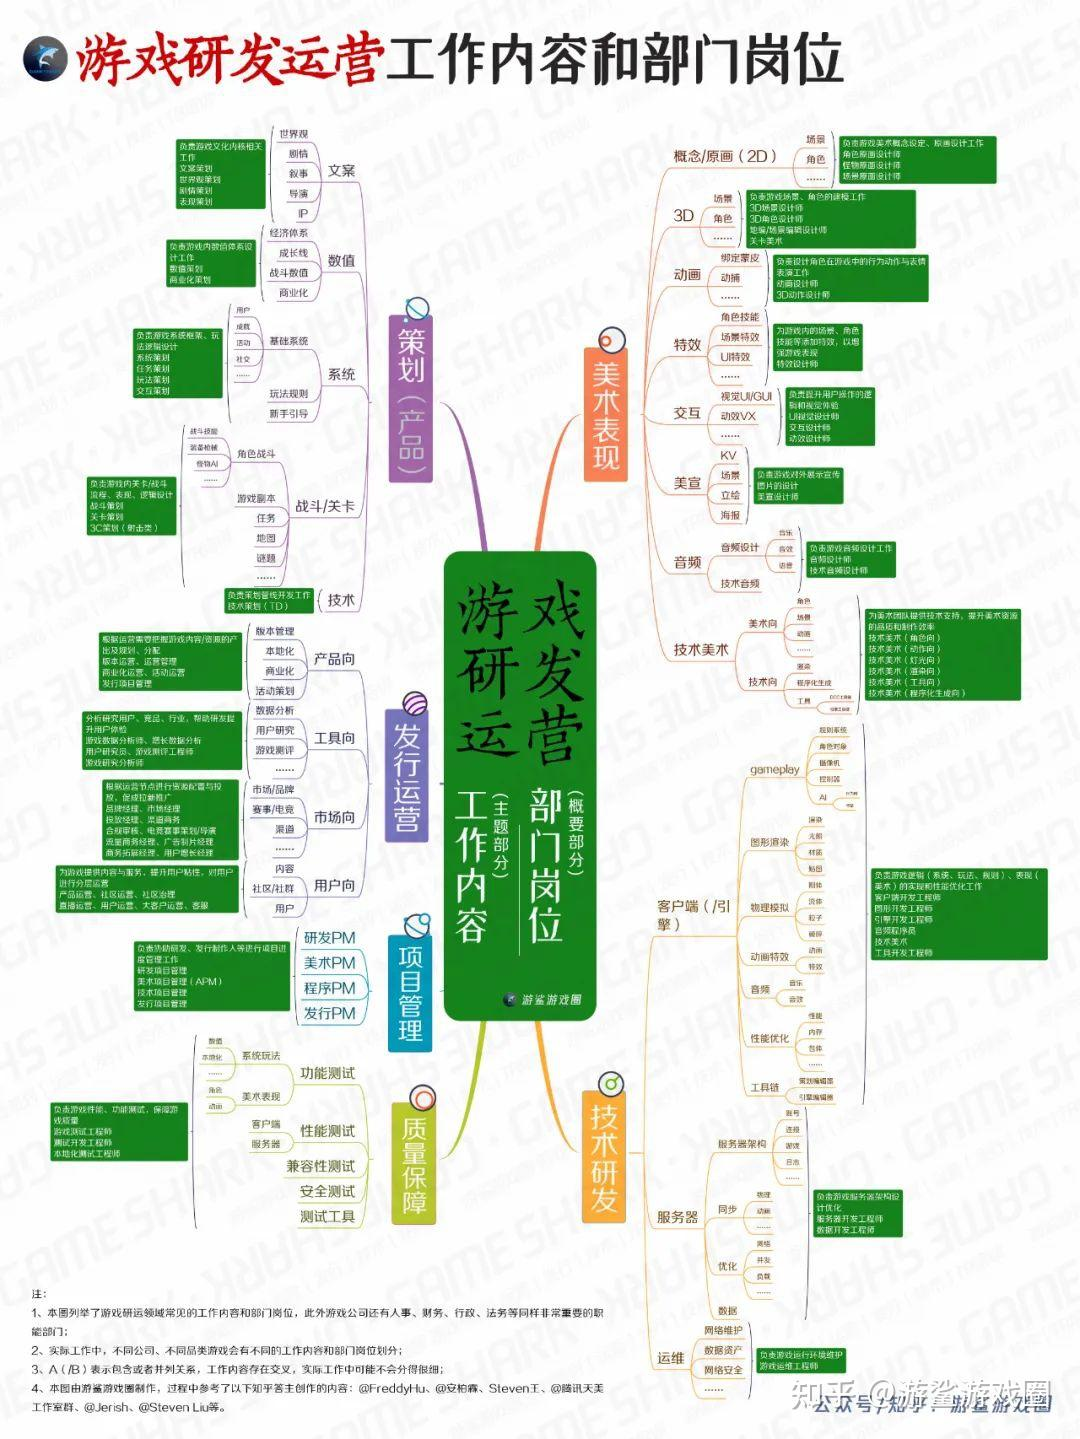 游戏研发运营工作内容和部门岗位
策划（产品）
文案
世界观
剧情
叙事
导演
IP
负责游戏文化内核相关
工作
文案策划
世界观策划
剧情策划
表现策划
数值
经济体系
成长线
战斗数值
商业化
负责游戏内数值体系设
计工作
数值策划
商业化策划
系统
基础系统
用户
成就
活动
社交
......
玩法规则
新手引导
负责游戏系统框架、玩
法逻辑设计
系统策划
任务策划
玩法策划
交互策划
战斗/关卡
角色战斗
战斗技能
装备枪械
怪物AI
......
游戏副本
任务
地图
谜题
......
负责游戏内关卡/战斗
流程、表现、逻辑设计
战斗策划
关卡策划
3C策划（射击类）
技术
负责策划管线开发工作
技术策划（TD）
发行运营
产品向
版本管理
本地化
商业化
活动策划
根据运营需要把握游戏内容/资源的产
出及规划、分配
版本运营、运营管理
商业化运营、活动运营
发行项目管理
工具向
数据分析
用户研究
游戏测评
......
分析研究用户、竞品、行业，帮助研发提
升用户体验
游戏数据分析师、增长数据分析
用户研究员、游戏测评工程师
游戏研究分析师
市场向
市场/品牌
赛事/电竞
渠道
......
根据运营节点进行资源配置与投
放，促成拉新推广
品牌经理、市场经理
投放经理、渠道商务
合规审核、电竞赛事策划/导演
流量商务经理、广告制片经理
商务拓展经理、用户增长经理
用户向
内容
社区/社群
用户
为游戏提供内容与服务，提升用户粘性，对用户
进行分层运营
产品运营、社区运营、社区治理
直播运营、用户运营、大客户运营、客服
项目管理
研发PM
美术PM
程序PM
发行PM
负责协助研发、发行制作人等进行项目进
度管理工作
研发项目管理
美术项目管理（APM）
技术项目管理
发行项目管理
质量保障
功能测试
系统玩法
数值
本地化
......
美术表现
角色
动画
性能测试
客户端
服务器
兼容性测试
安全测试
测试工具
负责游戏性能、功能测试，保障游
戏质量
游戏测试工程师
测试开发工程师
本地化测试工程师
游戏
研发
运营
（概要部分）
部门岗位
（主题部分）
工作内容
游鲨游戏圈
美术表现
概念/原画（2D）
场景
角色
......
负责游戏美术概念设定、原画设计工作
角色原画设计师
怪物原画设计师
场景原画设计师
3D
场景
角色
......
负责游戏场景、角色的建模工作
3D场景设计师
3D角色设计师
地编/场景编辑设计师
关卡美术
动画
绑定蒙皮
动捕
......
负责设计角色在游戏中的行为动作与表情
表演工作
动画设计师
3D动作设计师
特效
角色技能
场景特效
UI特效
......
为游戏内的场景、角色
技能等添加特效，以增
强游戏表现
特效设计师
交互
视觉UI/GUI
动效VX
......
负责提升用户操作的逻
辑和视觉体验
UI视觉设计师
交互设计师
动效设计师
美宣
KV
场景
立绘
海报
负责游戏对外展示宣传
图片的设计
美宣设计师
音频
音频设计
音乐
音效
语音
技术音频
负责游戏音频设计工作
音频设计师
技术音频设计师
技术美术
美术向
角色
场景
动画
......
技术向
渲染
程序化生成
工具
为美术团队提供技术支持，提升美术资源
的品质和制作效率
技术美术（角色向）
技术美术（动作向）
技术美术（灯光向）
技术美术（渲染向）
技术美术（工具向）
技术美术（程序化生成向）
技术研发
客户端（/引
擎）
gameplay
规则系统
角色对象
摄像机
控制器
AI
图形渲染
渲染
光照
材质
贴图
物理模拟
刚体
流体
粒子
破碎
动画特效
动画
特效
音频
音乐
音效
性能优化
性能
内存
包体
......
工具链
策划编辑器
引擎编辑器
负责游戏逻辑（系统、玩法、规则）、表现（
美术）的实现和性能优化工作
客户端开发工程师
图形开发工程师
引擎开发工程师
音频程序员
技术美术
工具开发工程师
服务器
服务器架构
账号
连接
游戏
日志
......
同步
物理
动画
......
优化
网络
并发
负载
......
数据
负责游戏服务器架构设
计优化
服务器开发工程师
数据开发工程师
运维
网络维护
数据资产
网络安全
......
负责游戏运行环境维护
游戏运维工程师
注：
1、本图列举了游戏研运领域常见的工作内容和部门岗位，此外游戏公司还有人事、财务、行政、法务等同样非常重要的职
能部门；
2、实际工作中，不同公司、不同品类游戏会有不同的工作内容和部门岗位划分；
3、A（/B）表示包含或者并列关系，工作内容存在交叉，实际工作中可能不会分得很细；
4、本图由游鲨游戏圈制作，过程中参考了以下知乎答主创作的内容：@FreddyHu、@安柏霖、Steven王、@腾讯天美
工作室群、@Jerish、@Steven Liu等。
公众号/知乎：游鲨游戏圈
知乎 @游鲨游戏圈